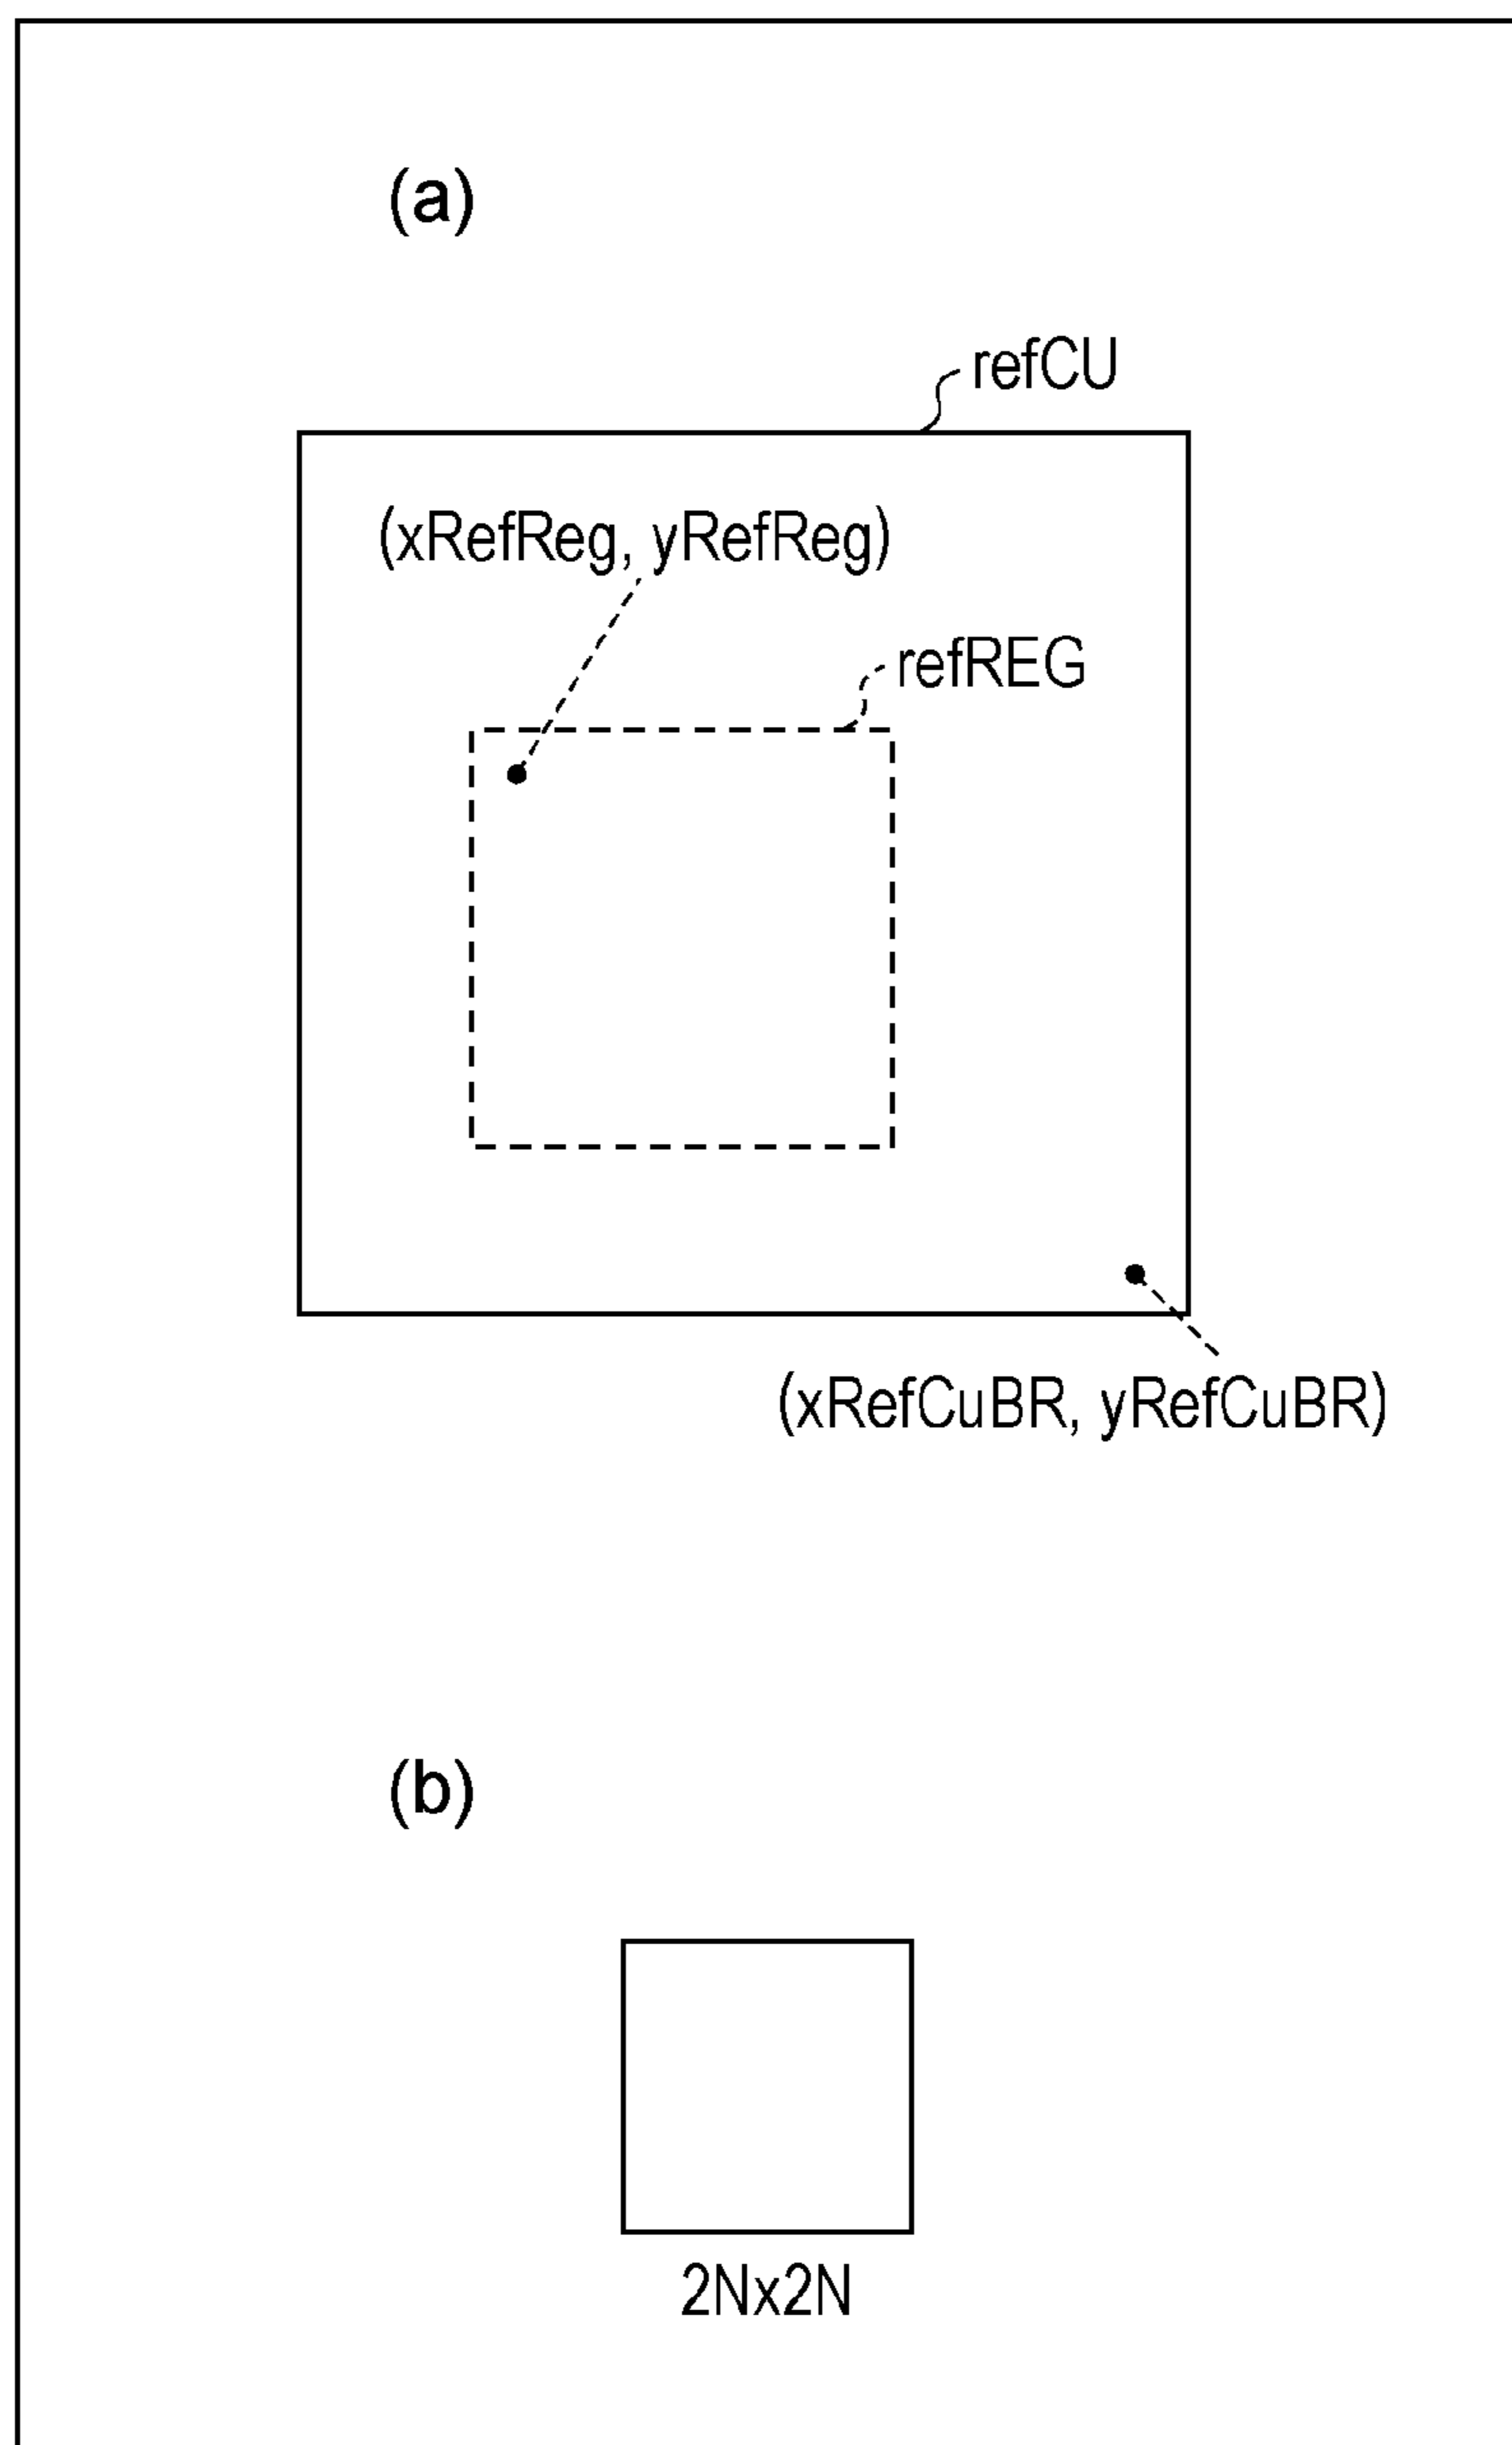 (a)
refCU
(xRefReg, yRefReg)
refREG
(xRefCuBR, yRefCuBR)
(b)
2Nx2N